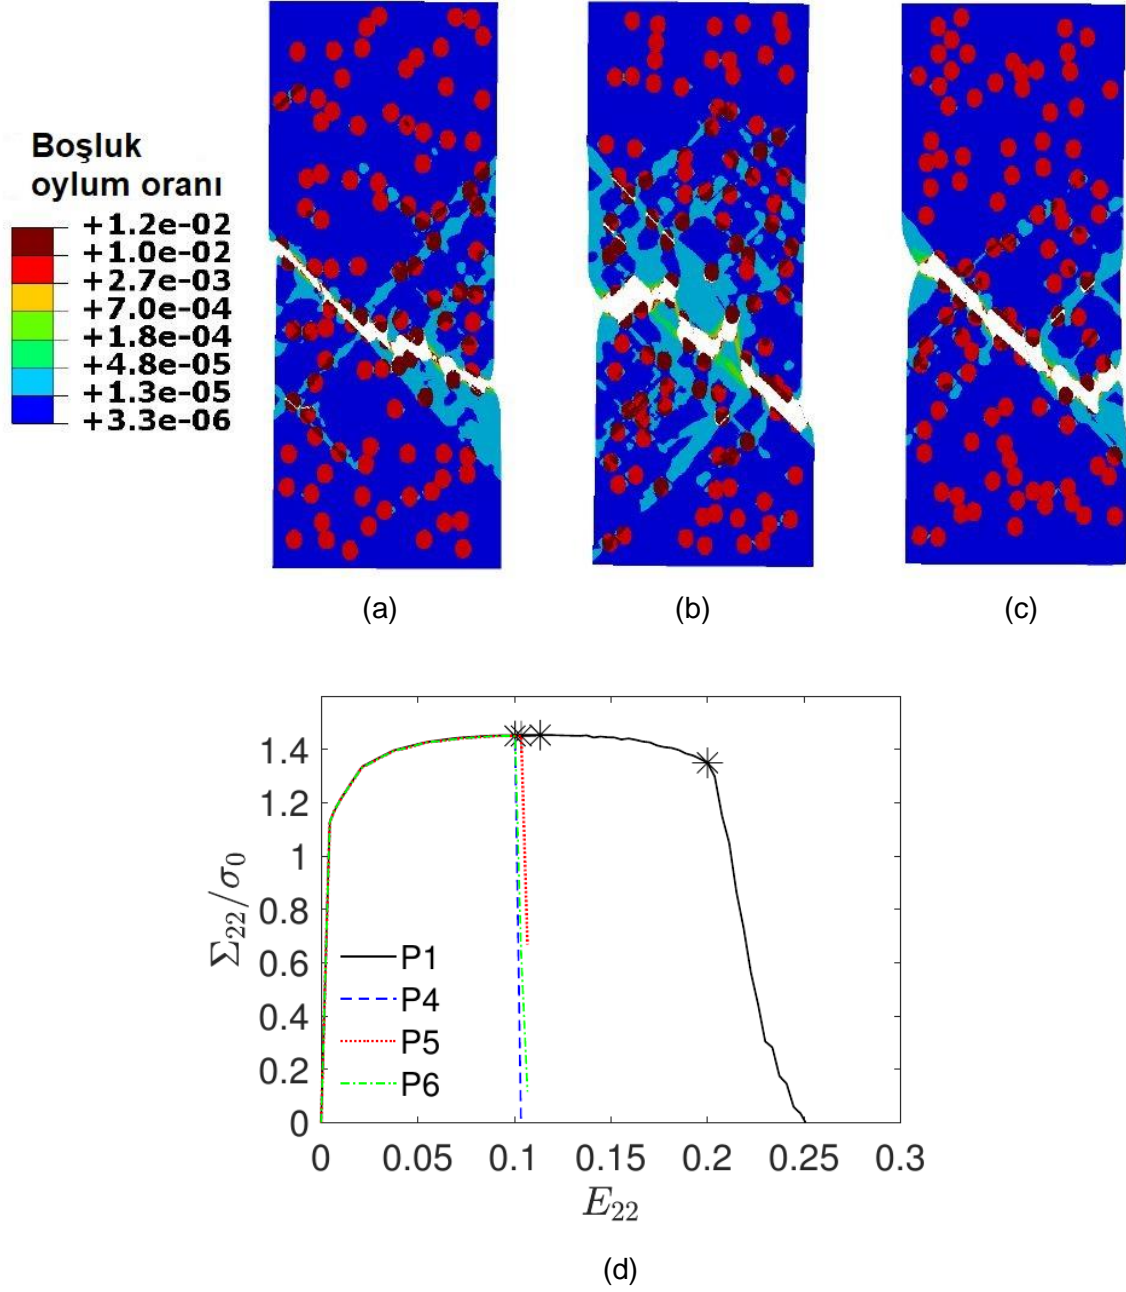 Boşluk
oylum oranı
+1.2e-02
+1.0e-02
+2.7e-03
+7.0e-04
+1.8e-04
+4.8e-05
+1.3e-05
+3.3e-06
(a)
(b)
(c)
1.4
1.2
1
0.8
0.6
0.4
0.2
0
Σ22/σ0
P1
P4
P5
P6
0 0.05 0.1 0.15 0.2 0.25 0.3
E22
(d)